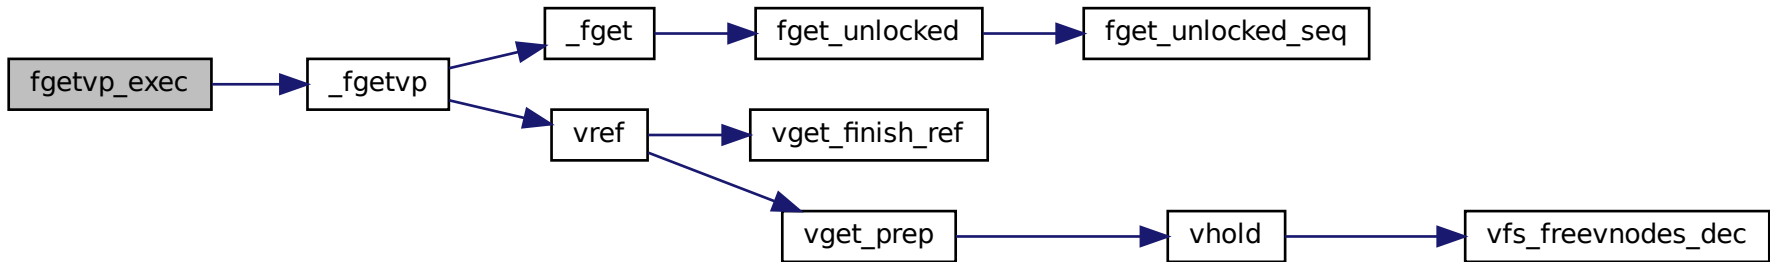 fgetvp_exec
_fgetvp
_fget
fget_unlocked
fget_unlocked_seq
vref
vget_finish_ref
vget_prep
vhold
vfs_freevnodes_dec